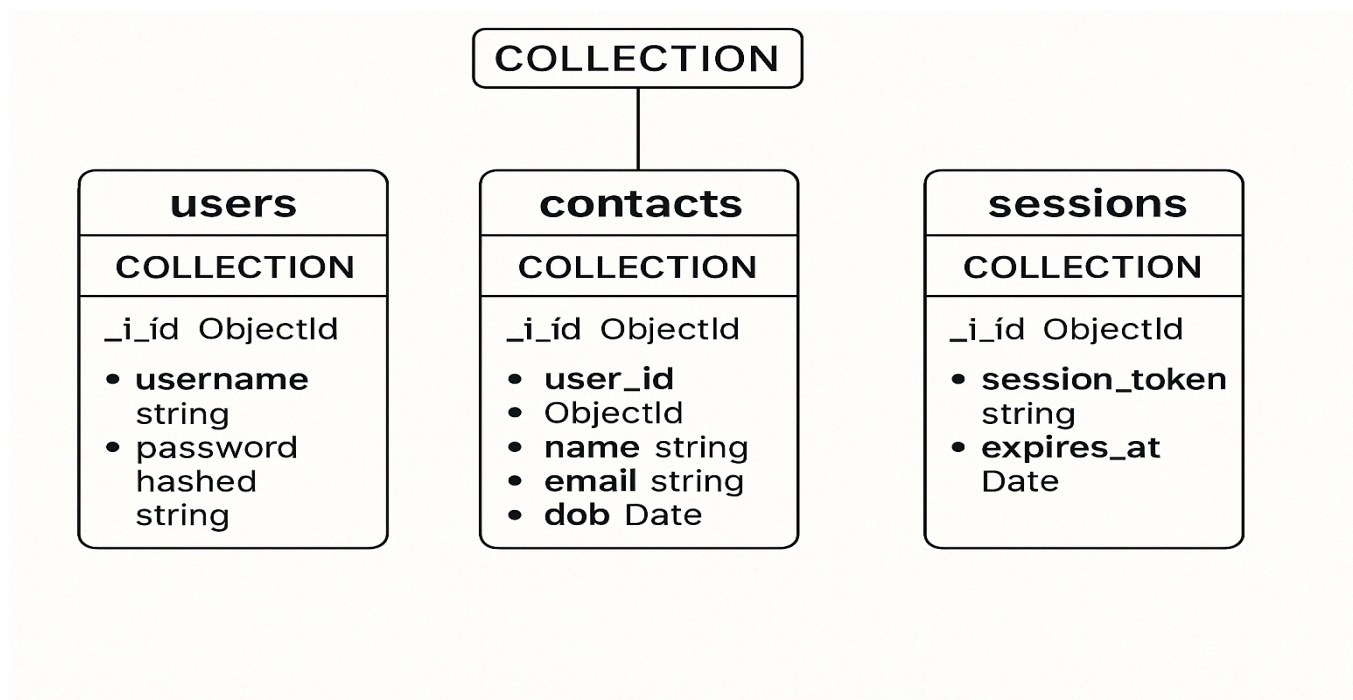 COLLECTION
users
COLLECTION
_i_íd ObjectId
• username
string
• password
hashed
string
contacts
COLLECTION
_i_íd ObjectId
• user_id
• ObjectId
• name string
• email string
• dob Date
sessions
COLLECTION
_i_íd ObjectId
• session_token
string
• expires_at
Date